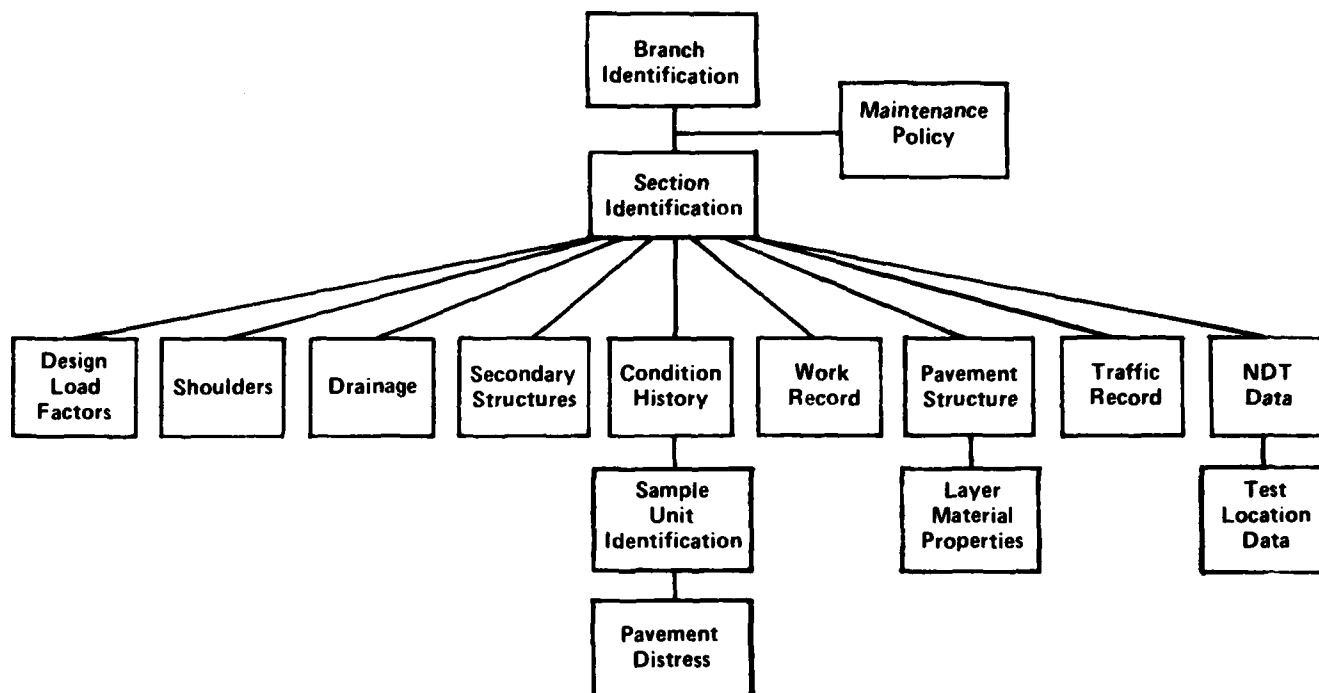 Branch
Identification
Maintenance
Policy
Section
Identification
Design
Load
Factors
Shoulders
Drainage
Secondary
Structures
Condition
History
Work
Record
Pavement
Structure
Traffic
Record
NDT
Data
Sample
Unit
Identification
Layer
Material
Properties
Test
Location
Data
Pavement
Distress